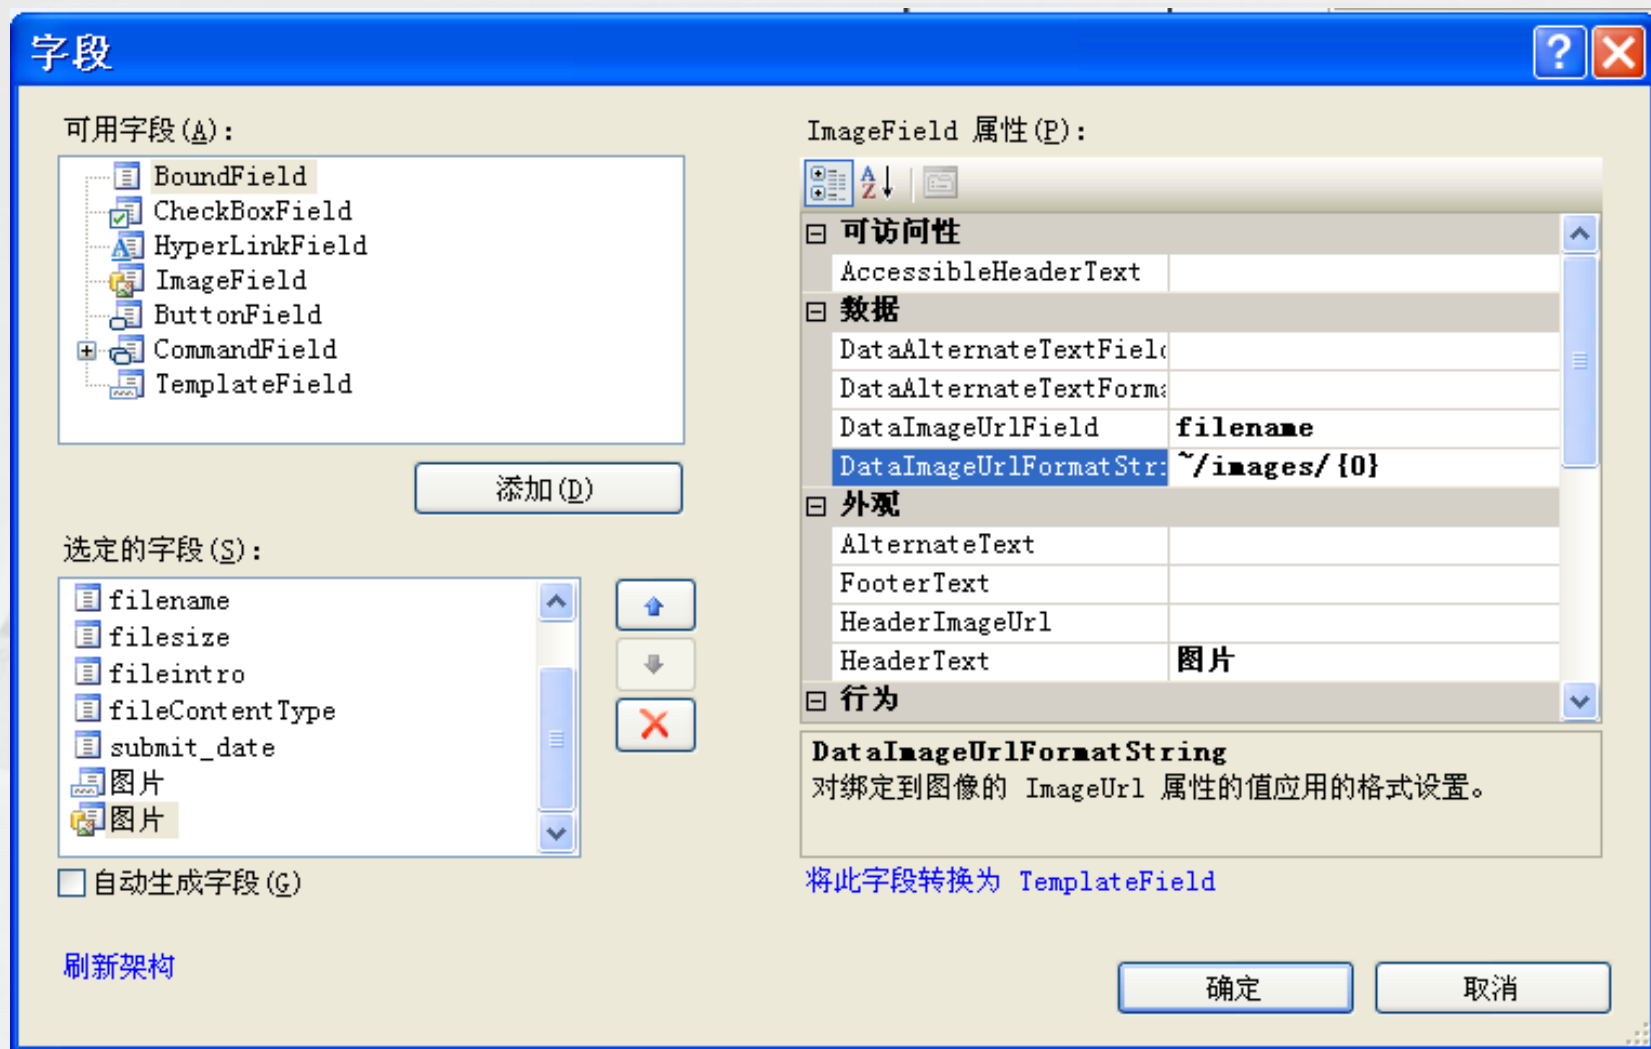 字段
可用字段(A):
BoundField
CheckBoxField
HyperLinkField
ImageField
ButtonField
CommandField
TemplateField
添加(D)
选定的字段(S):
filename
filesize
fileintro
fileContentType
submit_date
图片
图片
自动生成字段(G)
刷新架构
ImageField 属性(P):
可访问性
AccessibleHeaderText
数据
DataAlternateTextField
DataAlternateTextForma
DataImageUrlField filename
DataImageUrlFormatStri ~/images/{0}
外观
AlternateText
FooterText
HeaderImageUrl
HeaderText 图片
行为
DataImageUrlFormatString
对绑定到图像的 ImageUrl 属性的值应用的格式设置。
将此字段转换为 TemplateField
确定
取消